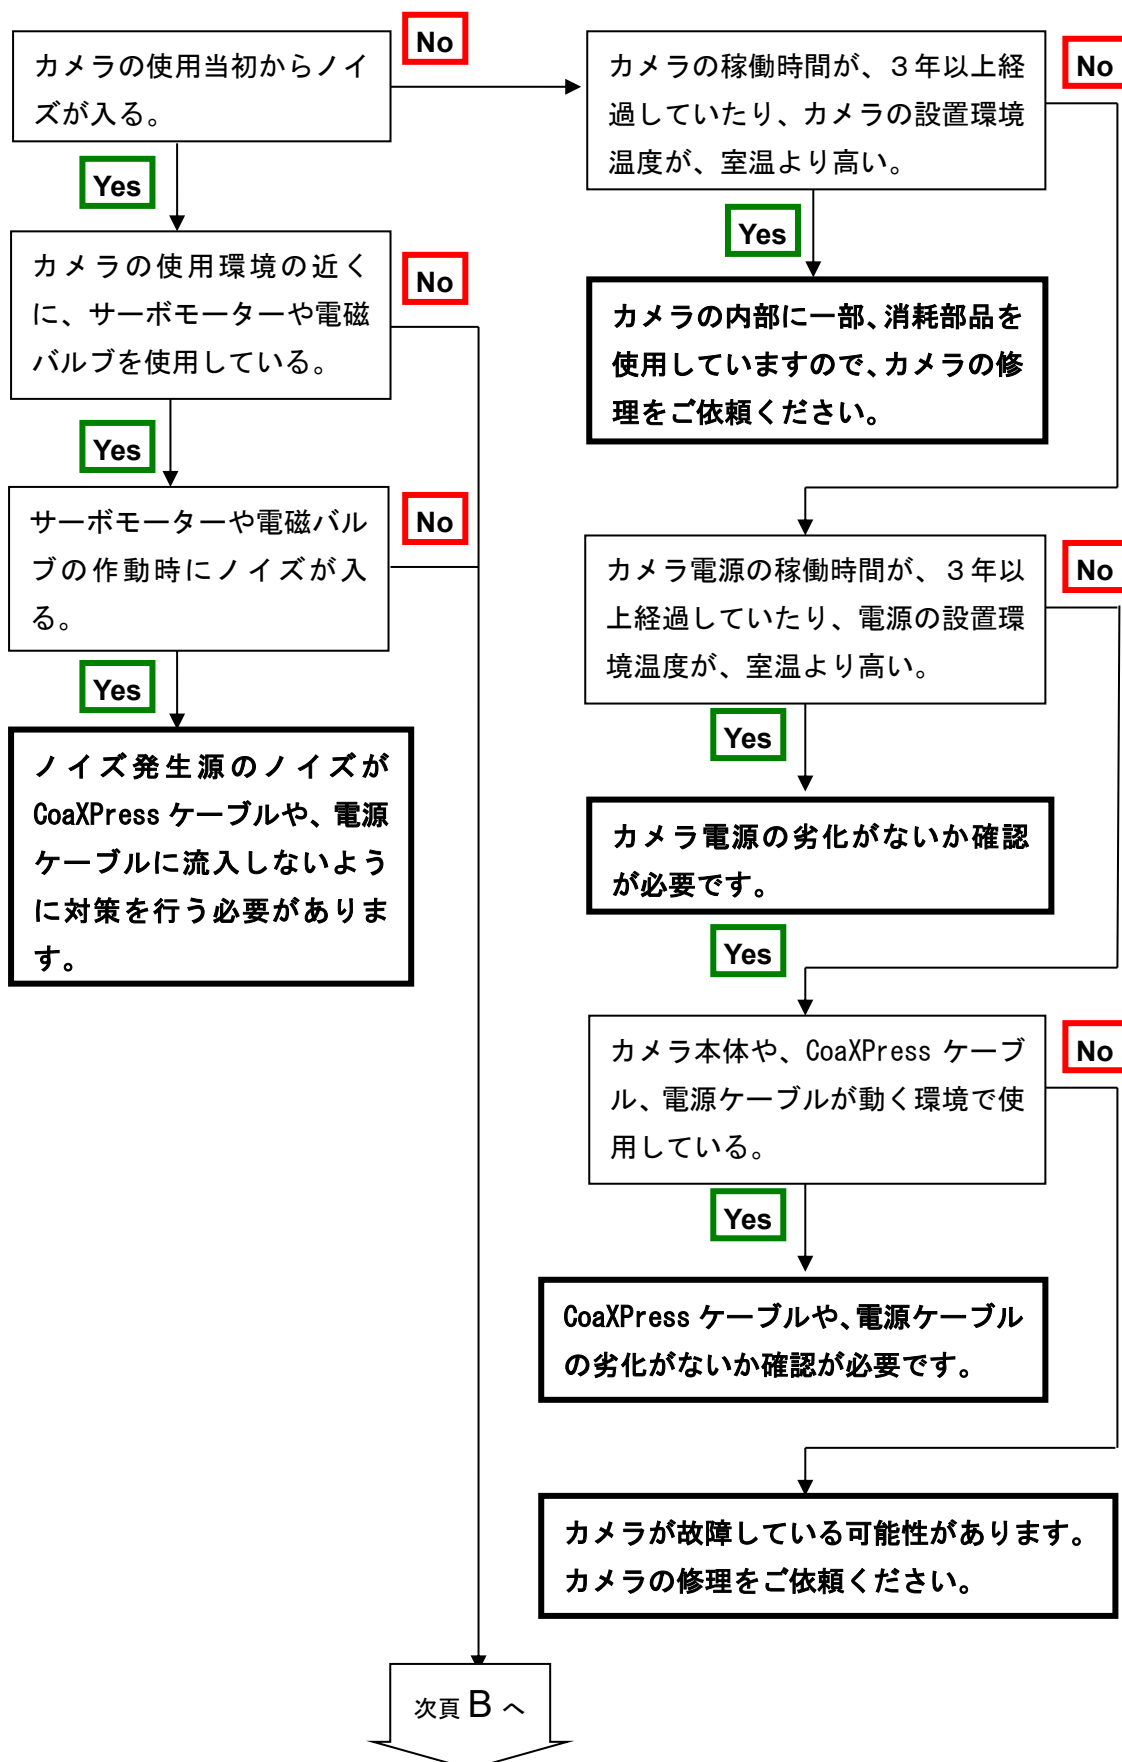 カメラの使用当初からノイ
ズが入る。
No
Yes
カメラの使用環境の近く
に、サーボモーターや電磁
バルブを使用している。
No
Yes
サーボモーターや電磁バル
ブの作動時にノイズが入
る。
No
Yes
ノイズ発生源のノイズが
CoaXPress ケーブルや、電源
ケーブルに流入しないよう
に対策を行う必要がありま
す。
カメラの稼働時間が、３年以上経
過していたり、カメラの設置環境
温度が、室温より高い。
No
Yes
カメラの内部に一部、消耗部品を
使用していますので、カメラの修
理をご依頼ください。
カメラ電源の稼働時間が、３年以
上経過していたり、電源の設置環
境温度が、室温より高い。
No
Yes
カメラ電源の劣化がないか確認
が必要です。
Yes
カメラ本体や、CoaXPress ケーブ
ル、電源ケーブルが動く環境で使
用している。
No
Yes
CoaXPress ケーブルや、電源ケーブル
の劣化がないか確認が必要です。
カメラが故障している可能性があります。
カメラの修理をご依頼ください。
次頁 B へ